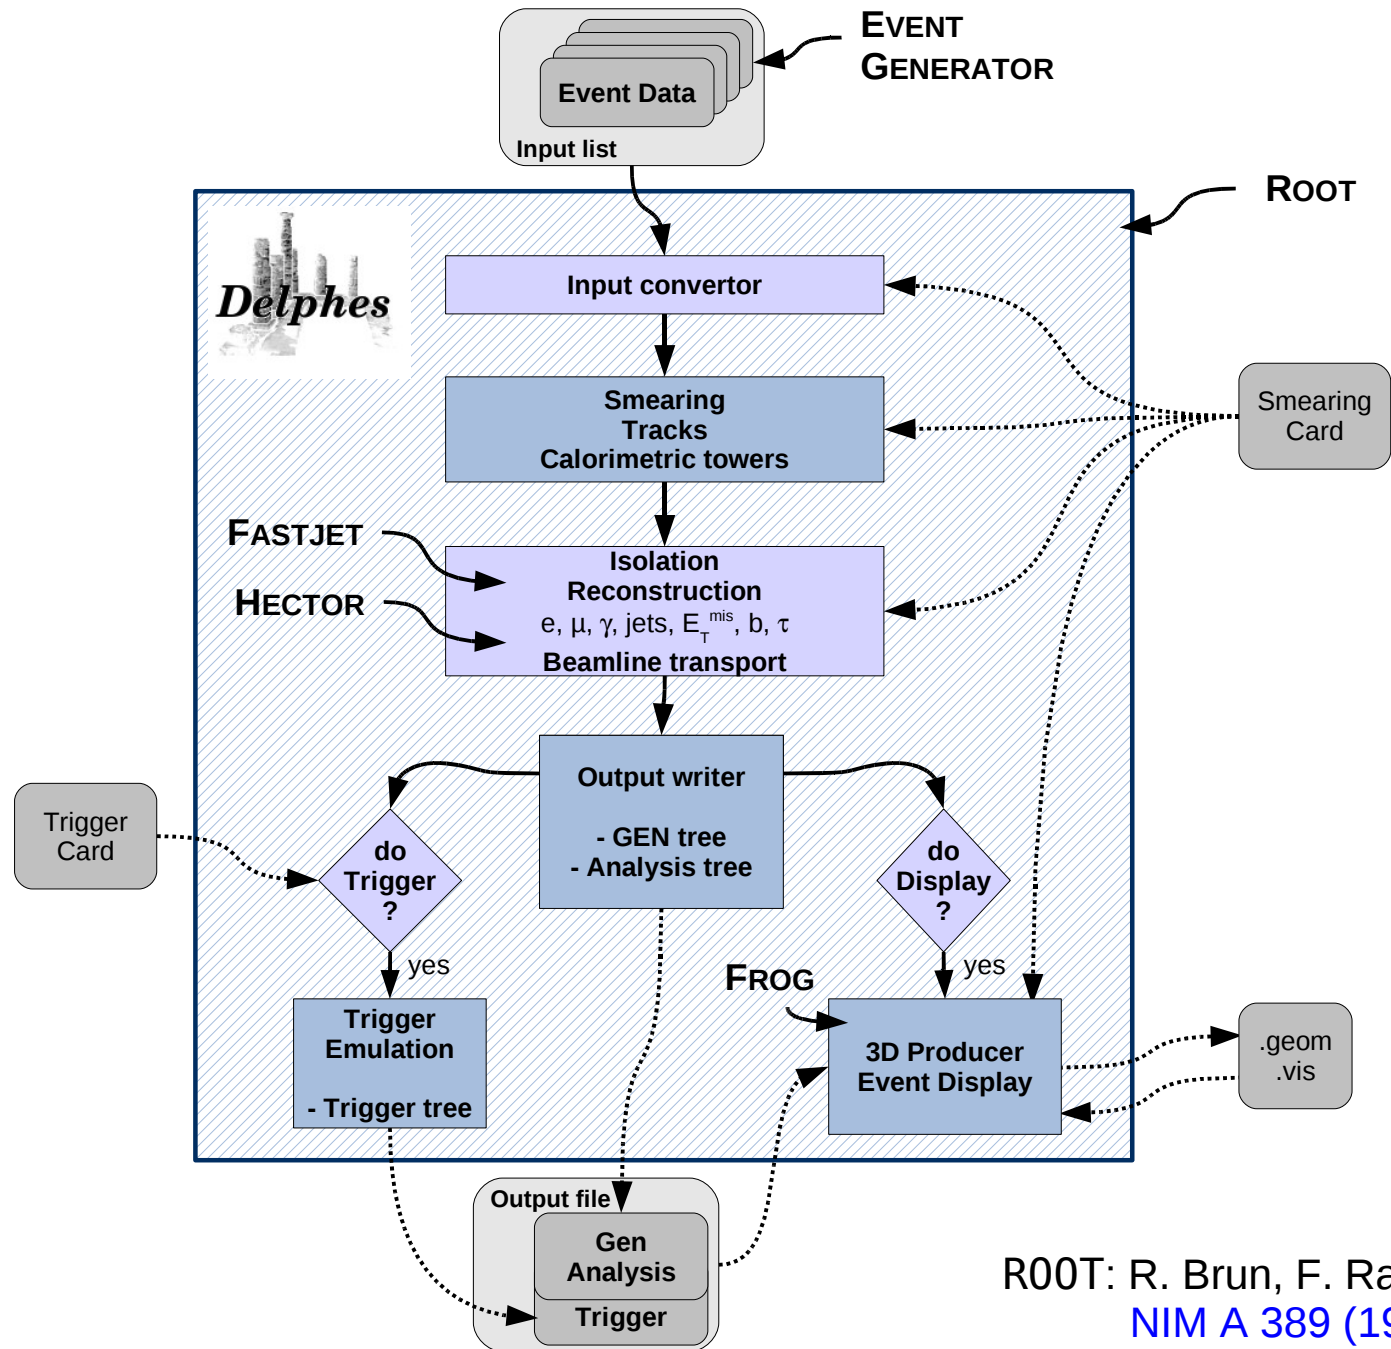 EVENT
GENERATOR
Event Data
Input list
ROOT
Delphes
Input convertor
Smearing
Tracks
Calorimetric towers
Smearing
Card
FASTJET
HECTOR
Isolation
Reconstruction
e, μ, γ, jets, E_T^mis, b, τ
Beamline transport
Output writer
- GEN tree
- Analysis tree
Trigger
Card
do
Trigger
?
do
Display
?
yes
yes
FROG
Trigger
Emulation
- Trigger tree
3D Producer
Event Display
.geom
.vis
Output file
Gen
Analysis
Trigger
ROOT: R. Brun, F. Ra
NIM A 389 (19